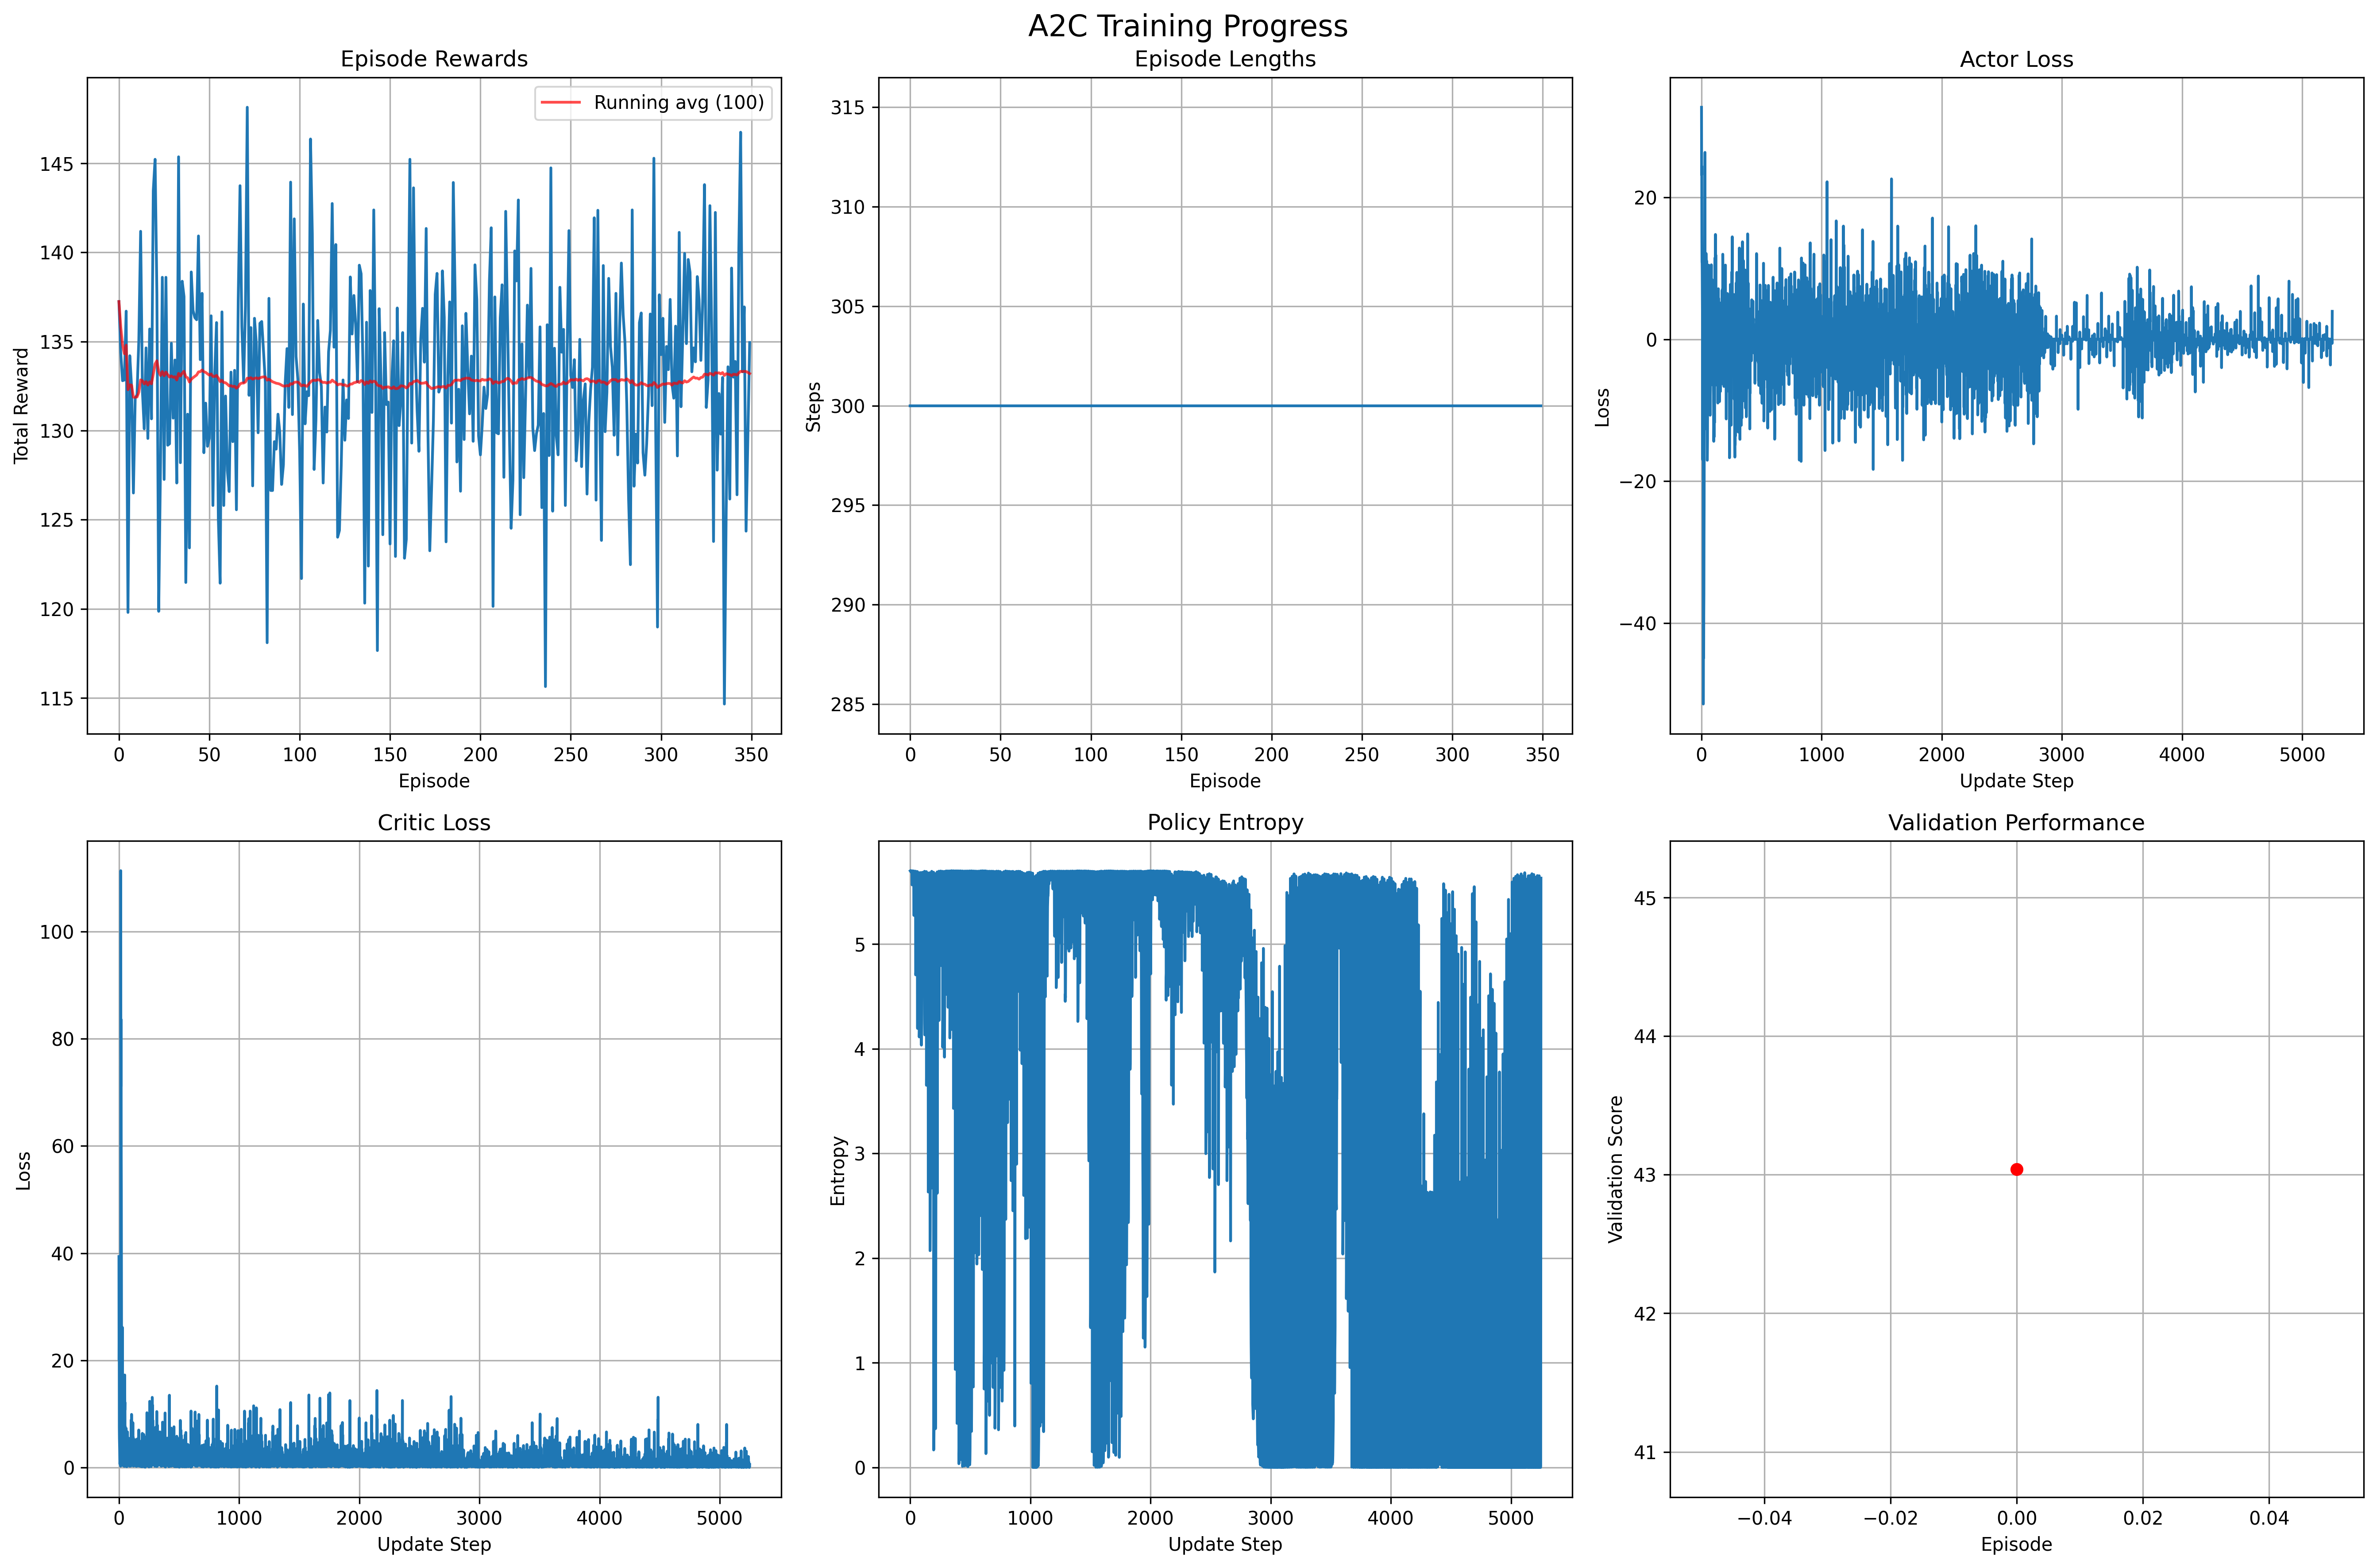 A2C Training Progress
Episode Rewards
Total Reward
145
140
135
130
125
120
115
Running avg (100)
0 50 100 150 200 250 300 350
Episode
Episode Lengths
Steps
315
310
305
300
295
290
285
0 50 100 150 200 250 300 350
Episode
Actor Loss
Loss
20
0
−20
−40
0 1000 2000 3000 4000 5000
Update Step
Critic Loss
Loss
100
80
60
40
20
0
0 1000 2000 3000 4000 5000
Update Step
Policy Entropy
Entropy
5
4
3
2
1
0
0 1000 2000 3000 4000 5000
Update Step
Validation Performance
Validation Score
45
44
43
42
41
−0.04 −0.02 0.00 0.02 0.04
Episode